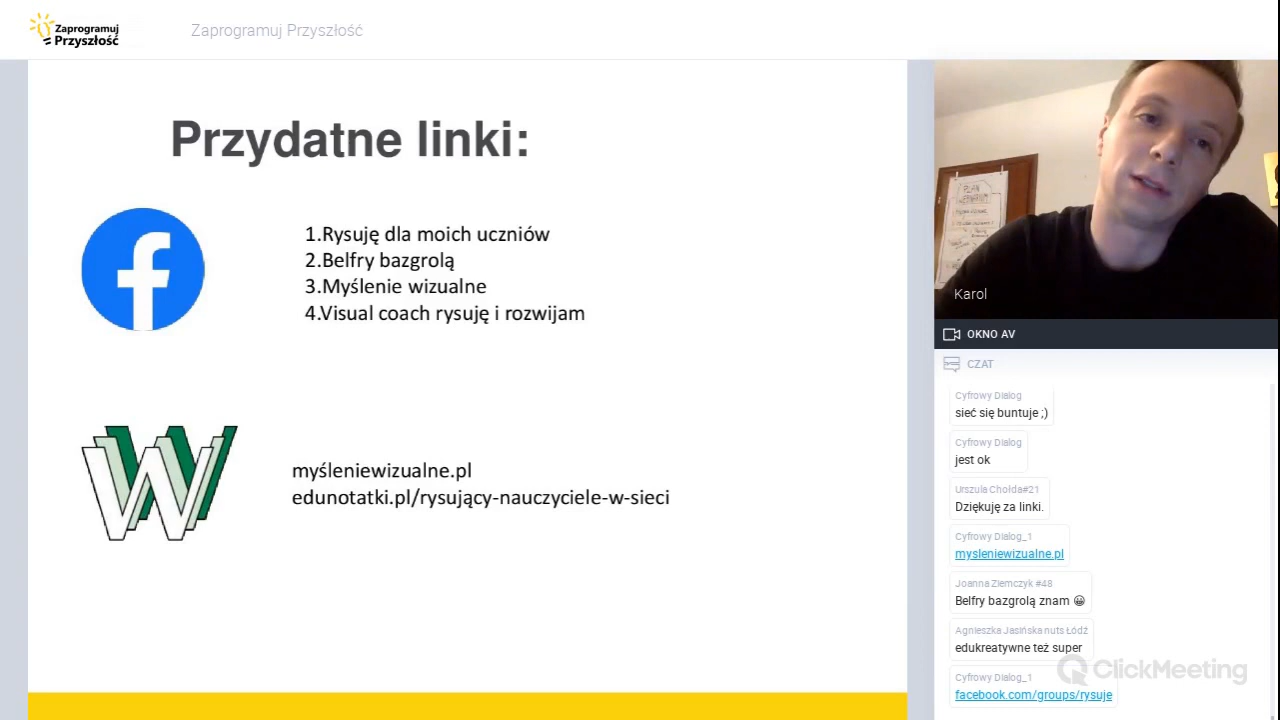 Zaprogramuj
Przyszłość
Zaprogramuj Przyszłość
Przydatne linki:
1.Rysuję dla moich uczniów
2.Belfry bazgrolą
3.Myślenie wizualne
4.Visual coach rysuję i rozwijam
myśleniewizualne.pl
edunotatki.pl/rysujący-nauczyciele-w-sieci
PLAN
Karol
OKNO AV
CZAT
Cyfrowy Dialog
sieć się buntuje ;)
Cyfrowy Dialog
jest ok
Urszula Chołda#21
Dziękuję za linki.
Cyfrowy Dialog_1
mysleniewizualne.pl
Joanna Ziemczyk #48
Belfry bazgrolą znam 😀
Agnieszka Jasińska nuts Łódź
edukreatywne też super
Cyfrowy Dialog_1
facebook.com/groups/rysuje
ClickMeeting